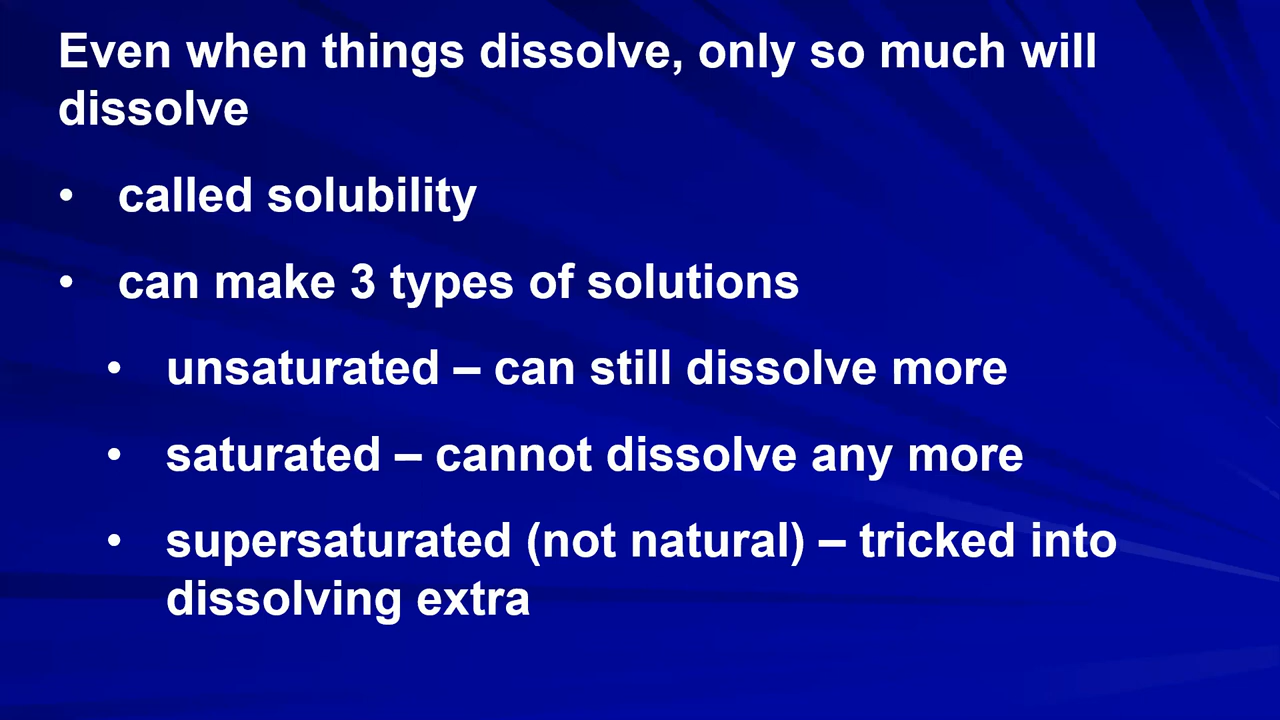 Even when things dissolve, only so much will
dissolve
• called solubility
• can make 3 types of solutions
• unsaturated – can still dissolve more
• saturated – cannot dissolve any more
• supersaturated (not natural) – tricked into
dissolving extra